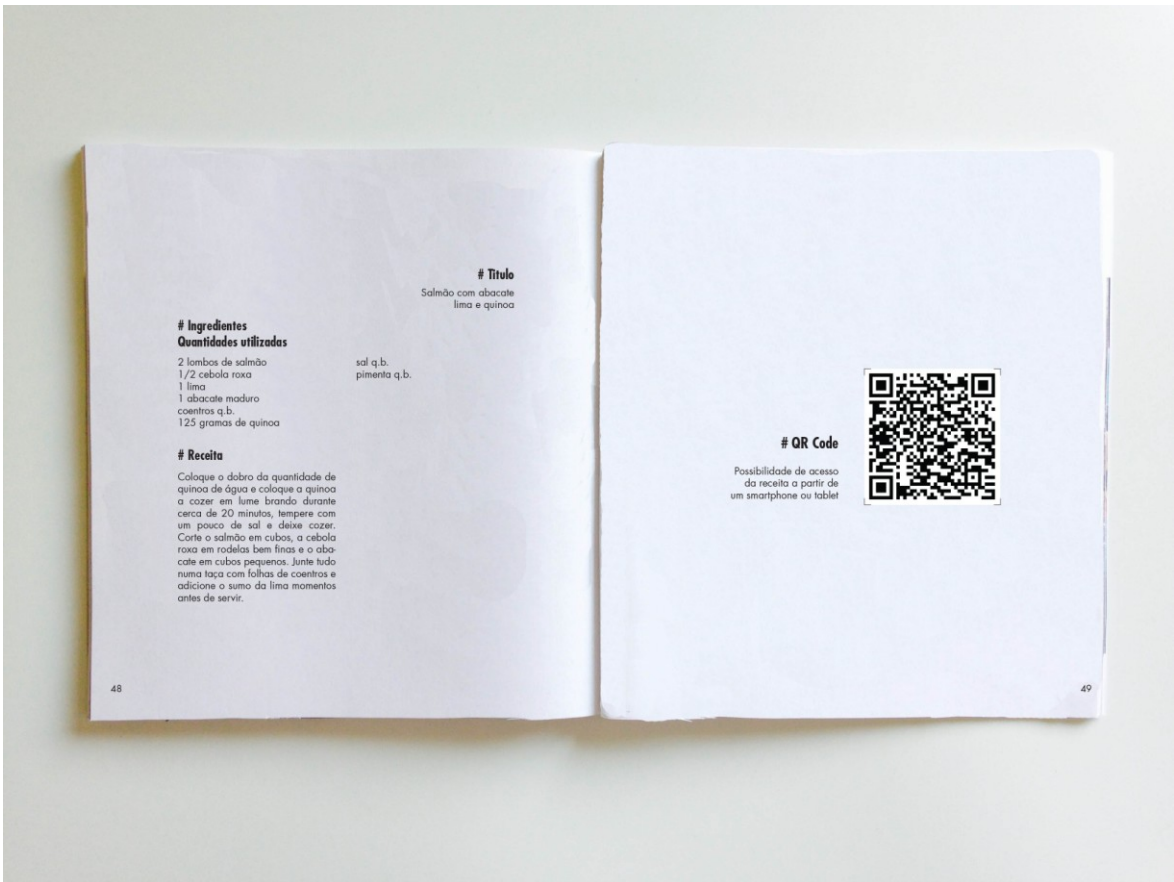 # Titulo
Salmão com abacate
lima e quinoa
# Ingredientes
Quantidades utilizadas
2 lombos de salmão
1/2 cebola roxa
1 lima
1 abacate maduro
coentros q.b.
125 gramas de quinoa
sal q.b.
pimenta q.b.
# Receita
Coloque o dobro da quantidade de
quinoa de água e coloque a quinoa
a cozer em lume brando durante
cerca de 20 minutos, tempere com
um pouco de sal e deixe cozer.
Corte o salmão em cubos, a cebola
roxa em rodelas bem finas e o aba-
cate em cubos pequenos. Junte tudo
numa taça com folhas de coentros e
adicione o sumo da lima momentos
antes de servir.
48
# QR Code
Possibilidade de acesso
da receita a partir de
um smartphone ou tablet
49